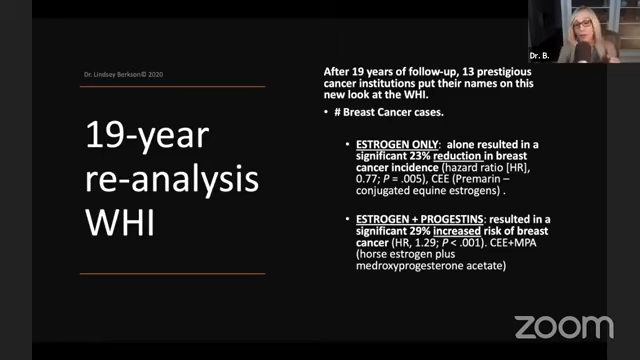 Dr. B.
Dr. Lindsey Berkson© 2020
19-year
re-analysis
WHI
After 19 years of follow-up, 13 prestigious
cancer institutions put their names on this
new look at the WHI.
• # Breast Cancer cases.
• ESTROGEN ONLY: alone resulted in a
significant 23% reduction in breast
cancer incidence (hazard ratio [HR],
0.77; P = .005), CEE (Premarin –
conjugated equine estrogens) .
• ESTROGEN + PROGESTINS: resulted in a
significant 29% increased risk of breast
cancer (HR, 1.29; P < .001). CEE+MPA
(horse estrogen plus
medroxyprogesterone acetate)
zoom